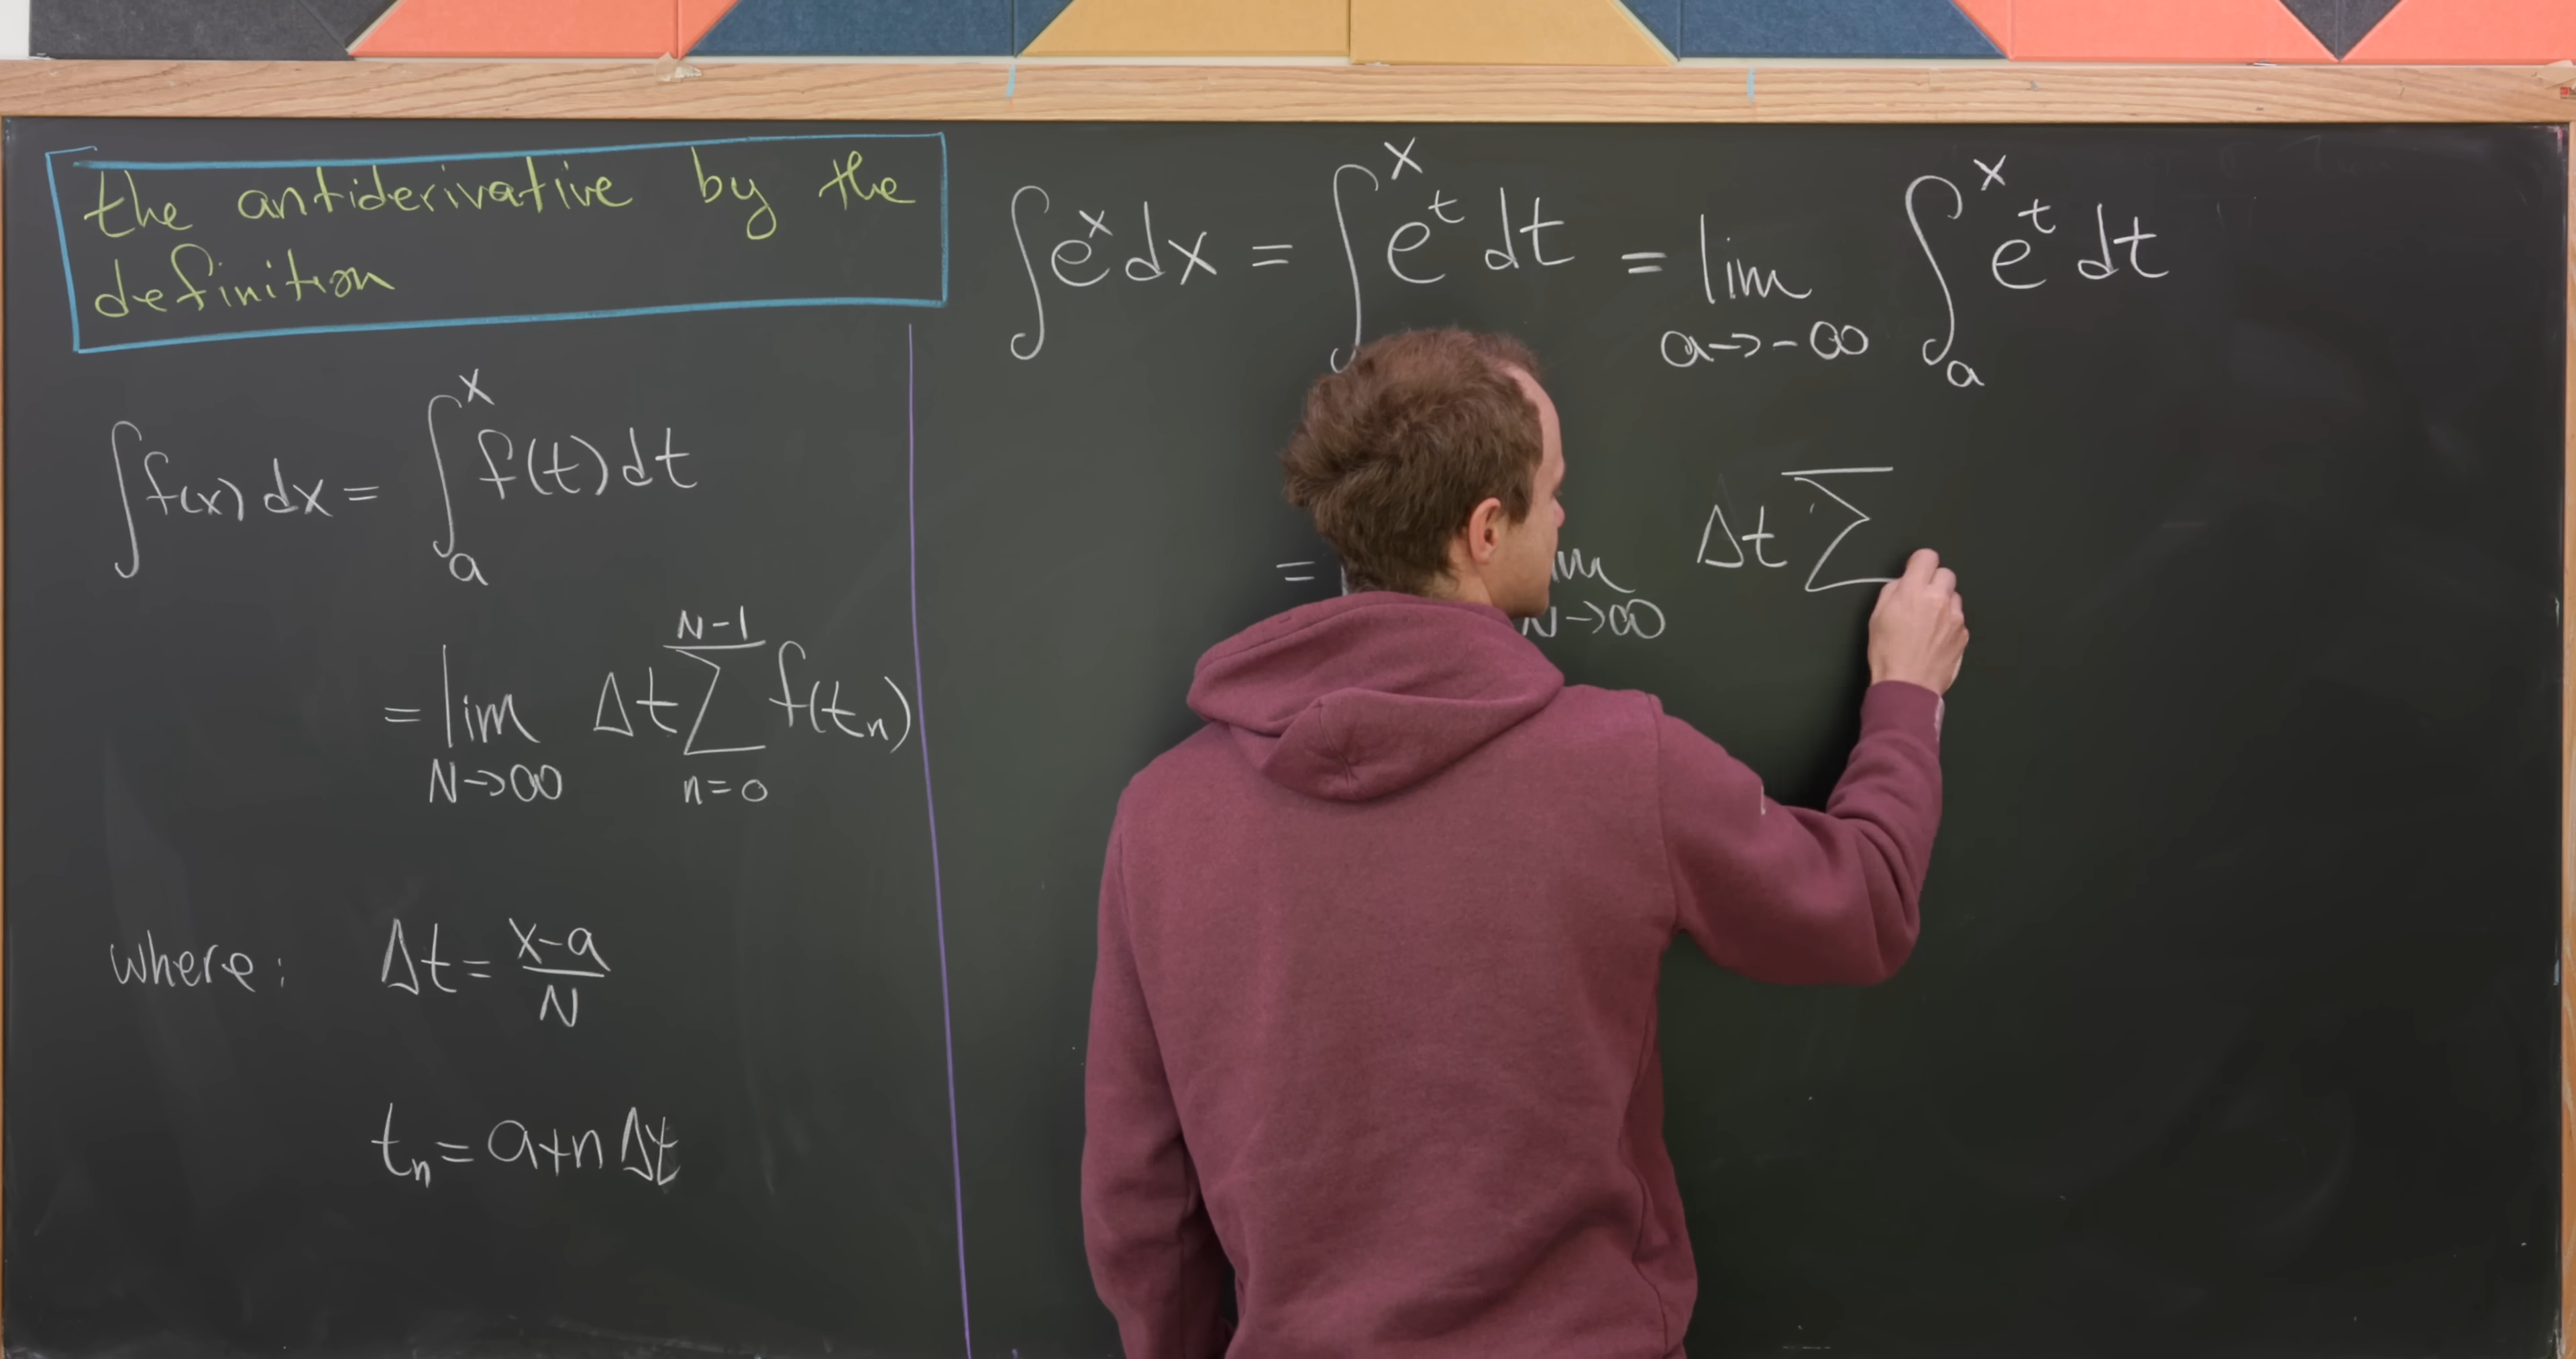 the antiderivative by the
definition
∫f(x) dx = ∫_a^x f(t) dt
= lim_{N→∞} Δt ∑_{n=0}^{N-1} f(t_n)
where: Δt = (x-a)/N
t_n = a+nΔt
∫e^x dx = ∫^x e^t dt = lim_{a→-∞} ∫_a^x e^t dt
= lim_{N→∞} Δt ∑